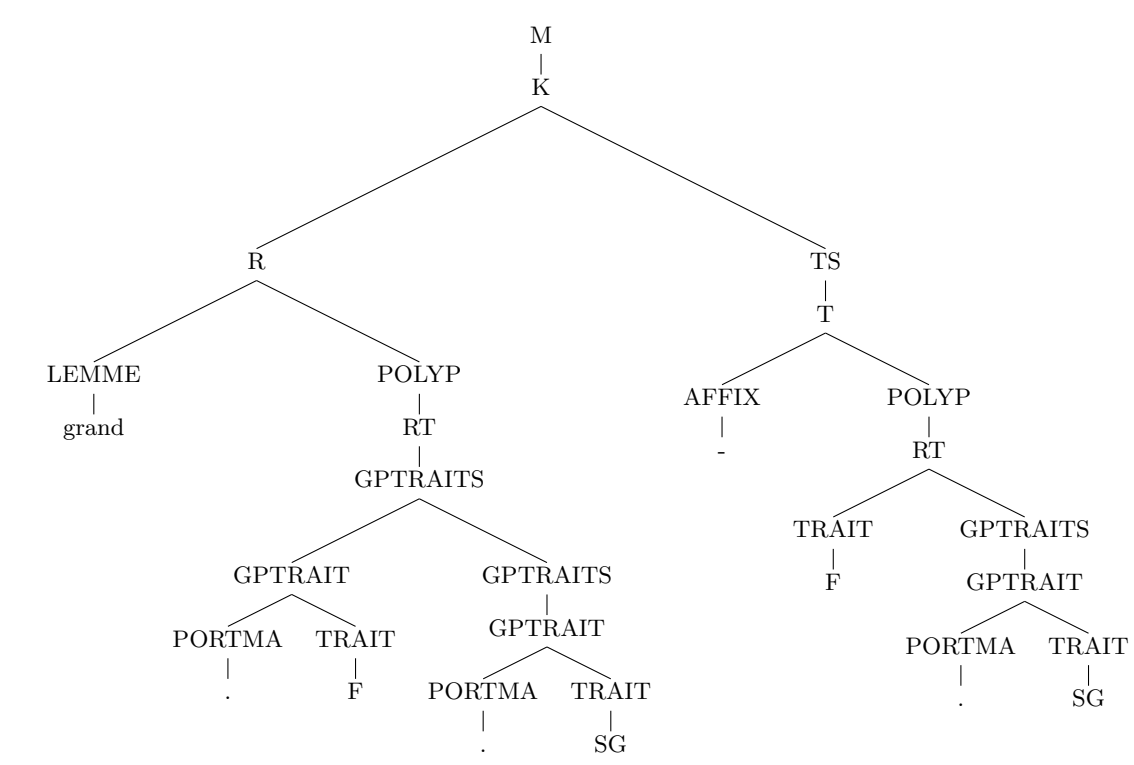 M
K
R TS
T
LEMME POLYP AFFIX POLYP
grand RT - RT
GPTRAITS
TRAIT GPTRAITS
GPTRAIT GPTRAITS F GPTRAIT
GPTRAIT
PORTMA TRAIT PORTMA TRAIT
. F PORTMA TRAIT . SG
. SG